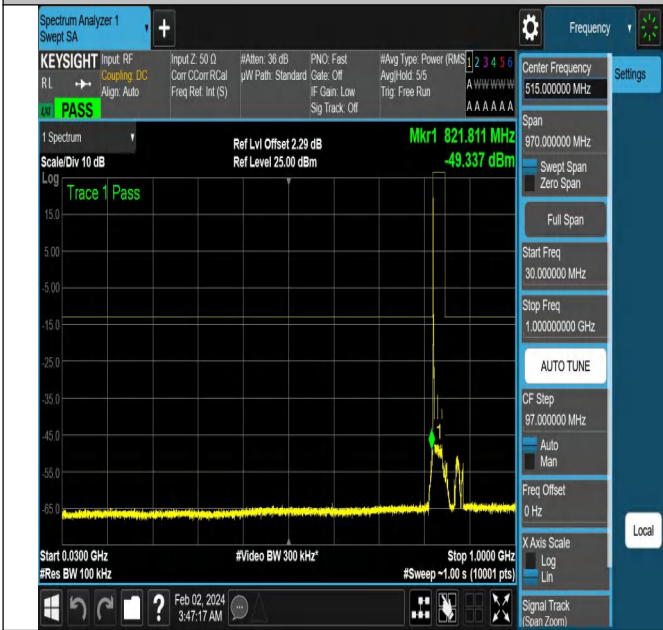 Spectrum Analyzer 1
Swept SA
Frequency
KEYSIGHT
RL
PASS
Input: RF
Coupling: DC
Align: Auto
Input Z: 50 Ω
Corr CCorr RCal
Freq Ref: Int (S)
#Atten: 36 dB
µW Path: Standard
PNO: Fast
Gate: Off
IF Gain: Low
Sig Track: Off
#Avg Type: Power (RMS
Avg|Hold: 5/5
Trig: Free Run
1 2 3 4 5 6
A W W W W W
A A A A A A
1 Spectrum
Scale/Div 10 dB
Log
Ref Lvl Offset 2.29 dB
Ref Level 25.00 dBm
Mkr1 821.811 MHz
-49.337 dBm
Trace 1 Pass
15.0
5.00
-5.00
-15.0
-25.0
-35.0
-45.0
-55.0
-65.0
1
Start 0.0300 GHz
#Res BW 100 kHz
#Video BW 300 kHz*
Stop 1.0000 GHz
#Sweep ~1.00 s (10001 pts)
?
Feb 02, 2024
3:47:17 AM
Center Frequency
515.000000 MHz
Span
970.000000 MHz
Swept Span
Zero Span
Full Span
Start Freq
30.000000 MHz
Stop Freq
1.000000000 GHz
AUTO TUNE
CF Step
97.000000 MHz
Auto
Man
Freq Offset
0 Hz
X Axis Scale
Log
Lin
Signal Track
(Span Zoom)
Settings
Local